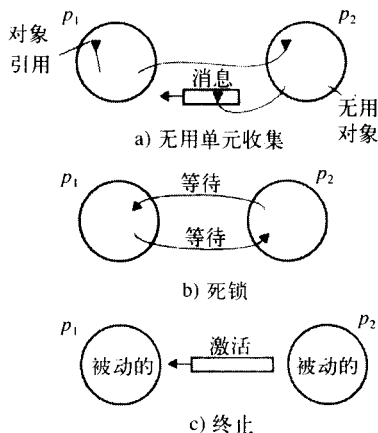 p1
p2
对象
引用
消息
无用
对象
a) 无用单元收集
p1
p2
等待
等待
b) 死锁
p1
p2
激活
被动的
被动的
c) 终止